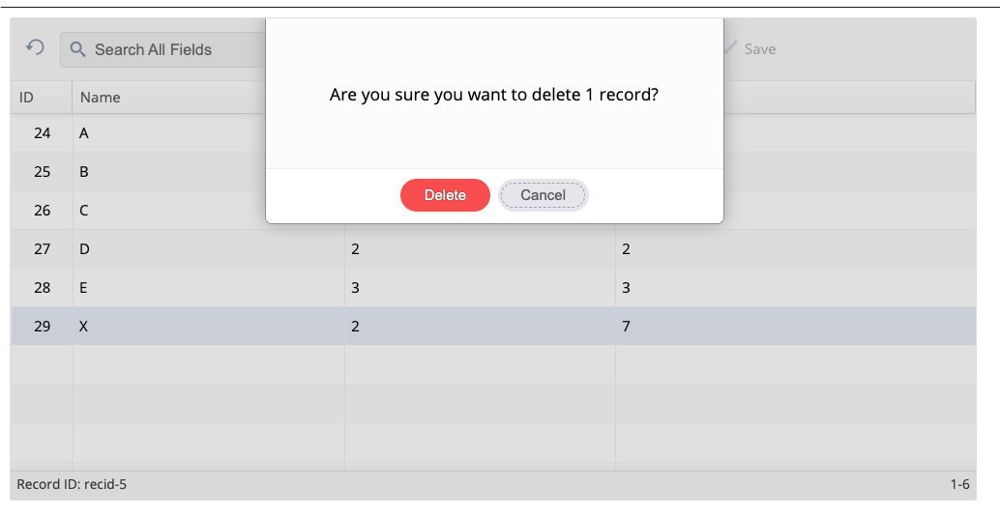 Search All Fields
Save
Are you sure you want to delete 1 record?
Delete Cancel
ID Name
24 A
25 B
26 C
27 D 2 2
28 E 3 3
29 X 2 7
Record ID: recid-5 1-6